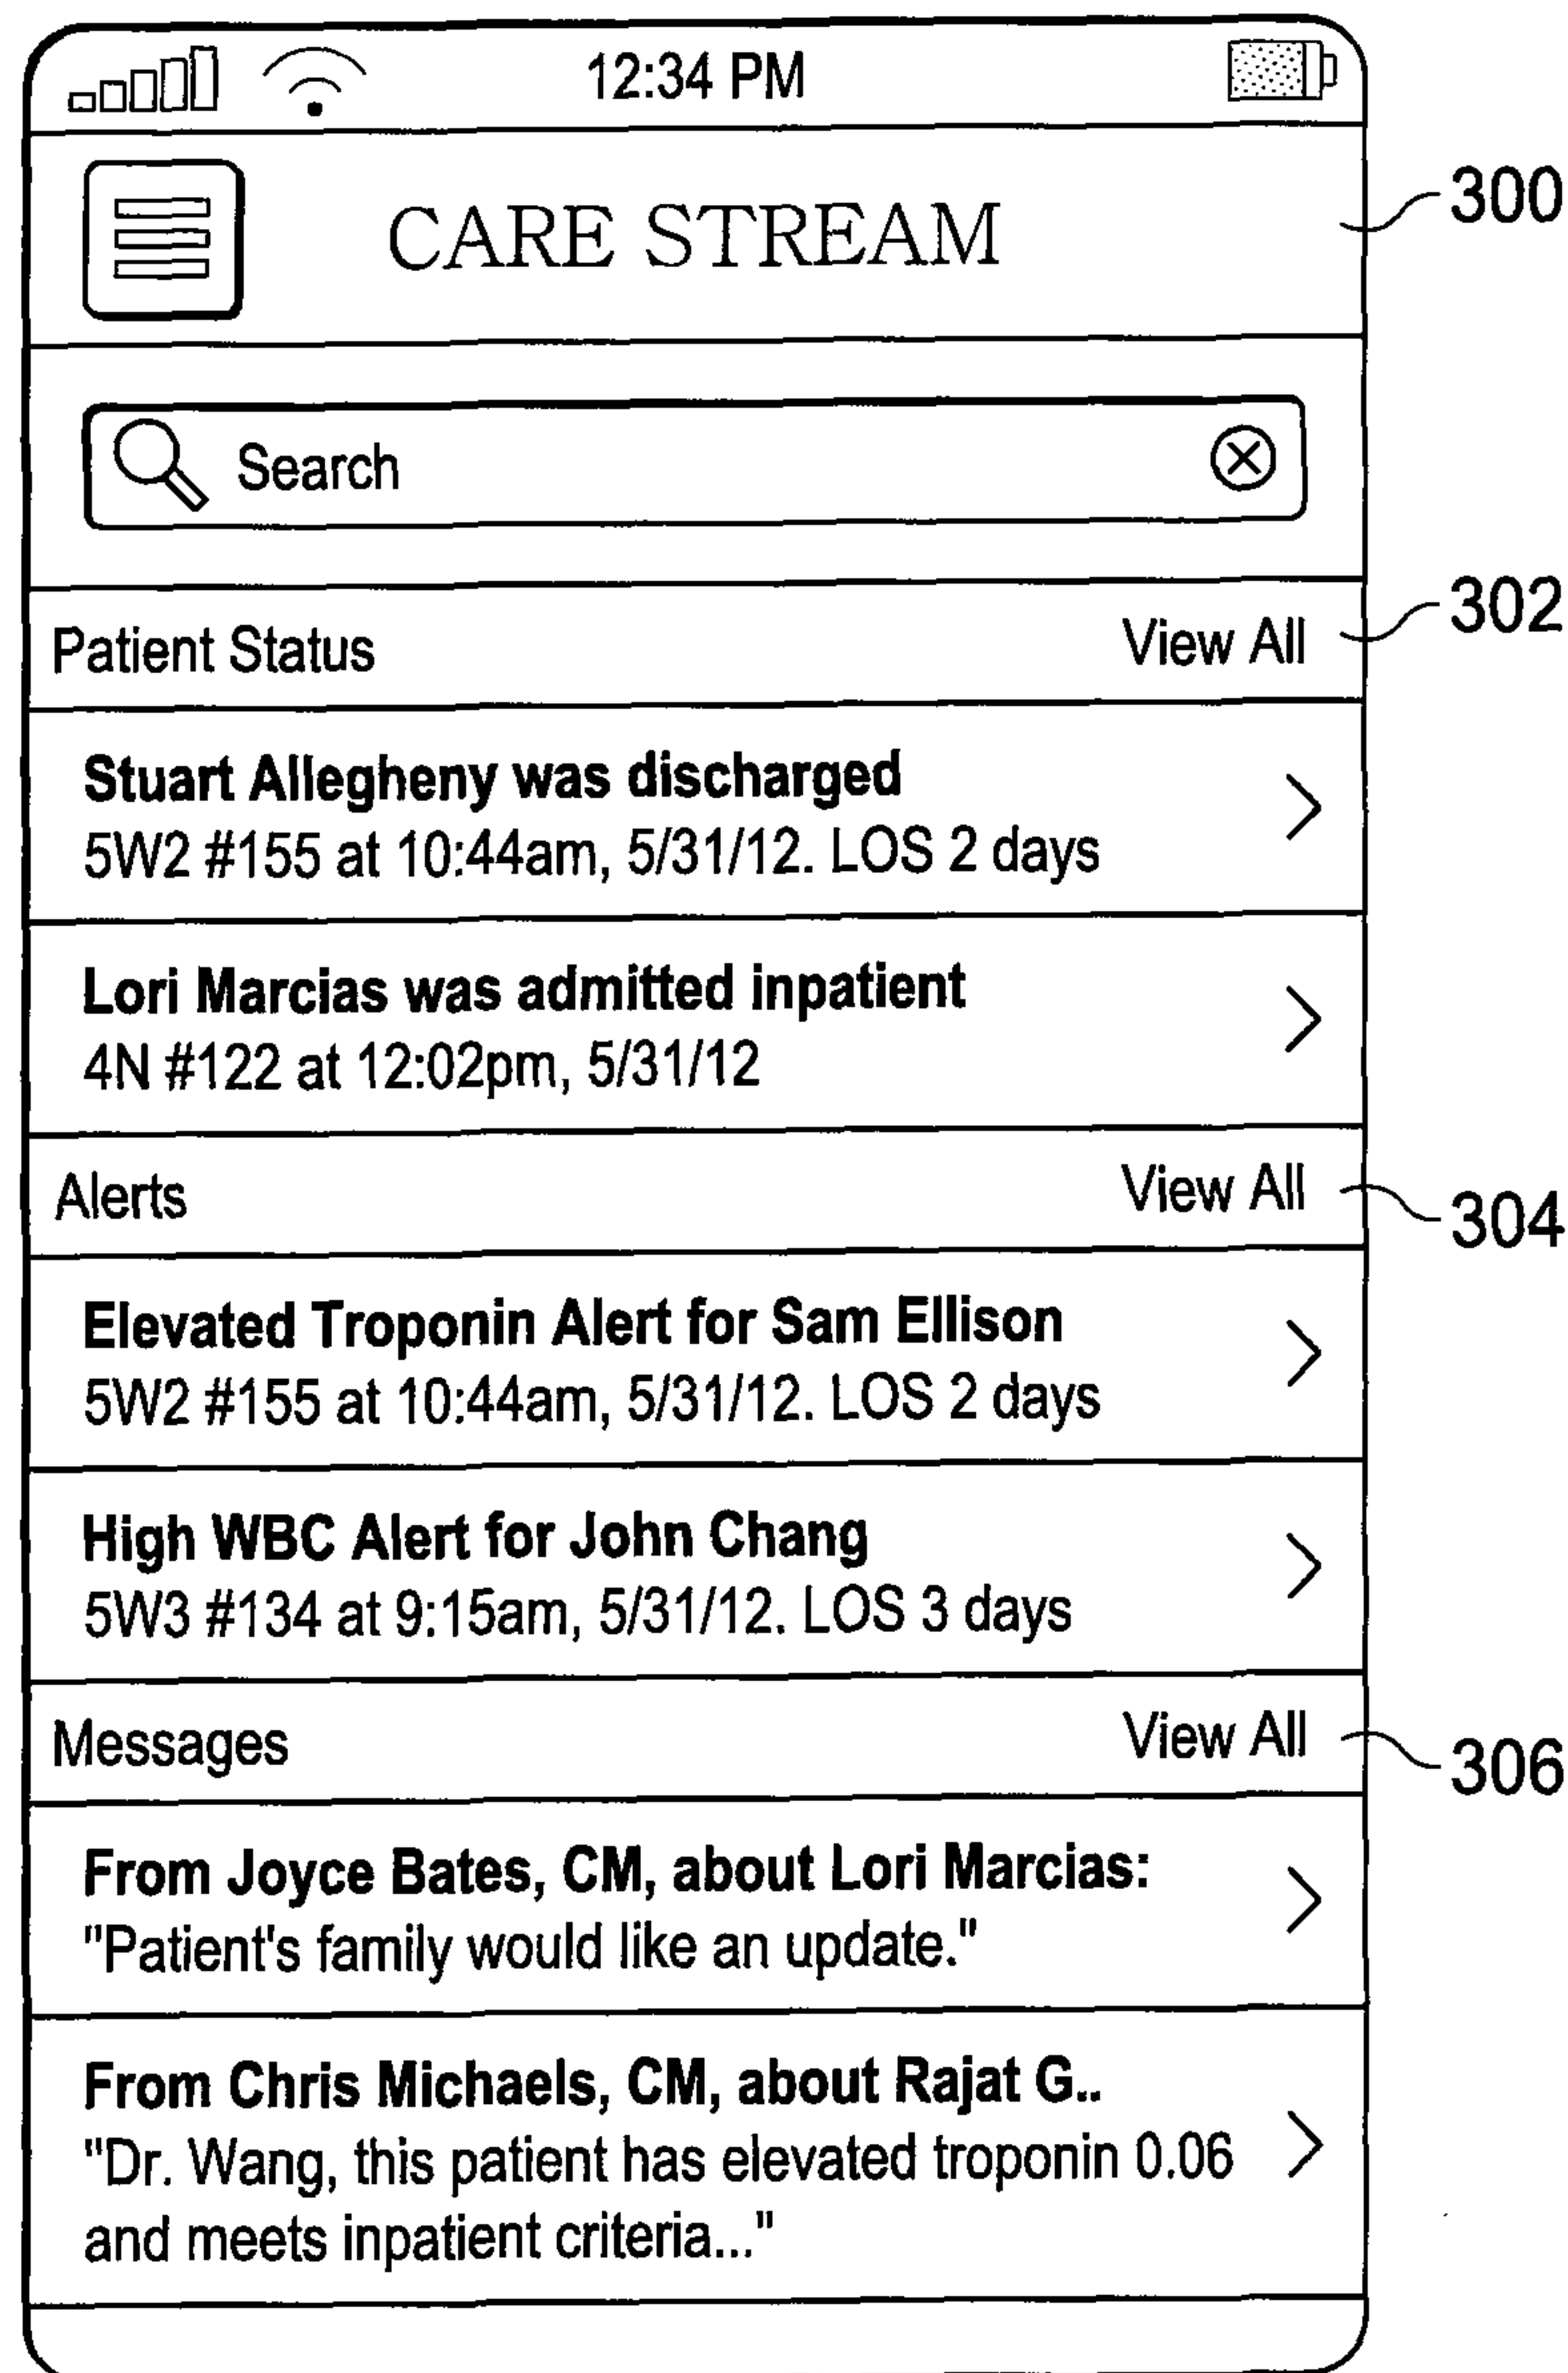 12:34 PM
CARE STREAM
300
Search
Patient Status View All
302
Stuart Allegheny was discharged
5W2 #155 at 10:44am, 5/31/12. LOS 2 days
Lori Marcias was admitted inpatient
4N #122 at 12:02pm, 5/31/12
Alerts View All
304
Elevated Troponin Alert for Sam Ellison
5W2 #155 at 10:44am, 5/31/12. LOS 2 days
High WBC Alert for John Chang
5W3 #134 at 9:15am, 5/31/12. LOS 3 days
Messages View All
306
From Joyce Bates, CM, about Lori Marcias:
"Patient's family would like an update."
From Chris Michaels, CM, about Rajat G..
"Dr. Wang, this patient has elevated troponin 0.06
and meets inpatient criteria..."